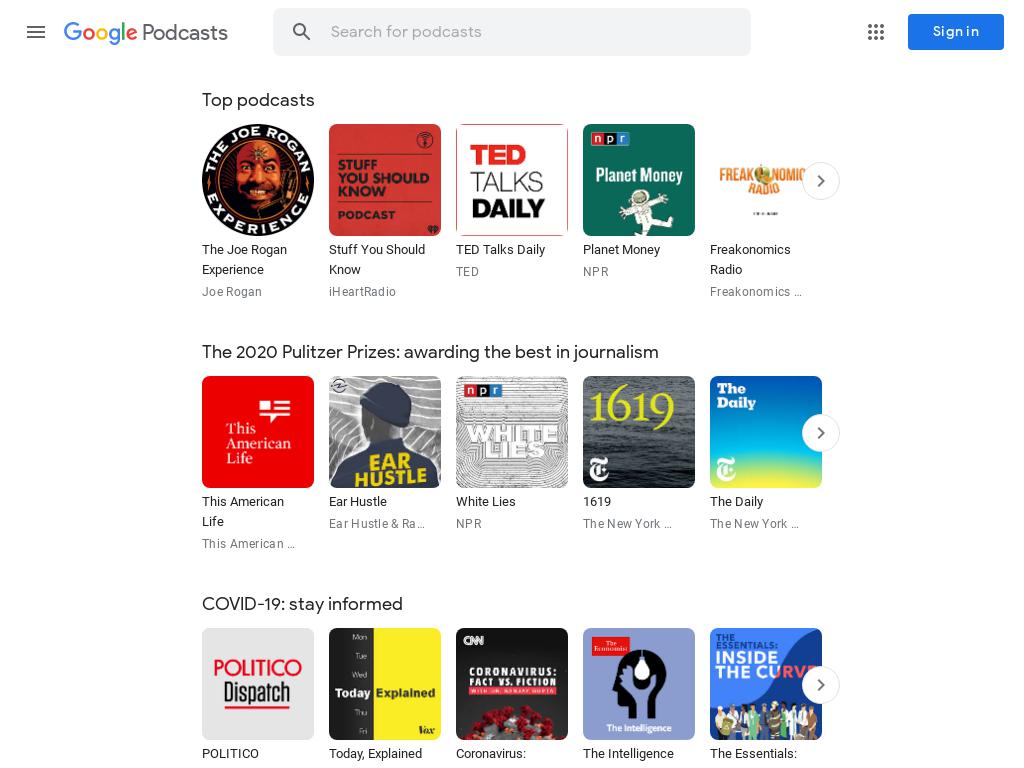 Google Podcasts
Search for podcasts
Sign in
Top podcasts
THE JOE ROGAN
EXPERIENCE
STUFF
YOU SHOULD
KNOW
PODCAST
TED
TALKS
DAILY
npr
Planet Money
FREAKONOMICS
RADIO
The Joe Rogan
Experience
Joe Rogan
Stuff You Should
Know
iHeartRadio
TED Talks Daily
TED
Planet Money
NPR
Freakonomics
Radio
Freakonomics …
The 2020 Pulitzer Prizes: awarding the best in journalism
This
American
Life
EAR
HUSTLE
npr
WHITE
LIES
1619
T
The
Daily
T
This American
Life
This American …
Ear Hustle
Ear Hustle & Ra…
White Lies
NPR
1619
The New York …
The Daily
The New York …
COVID-19: stay informed
POLITICO
Dispatch
Mon
Tue
Wed
Today Explained
Thu
Fri
Vox
CNN
CORONAVIRUS:
FACT VS. FICTION
WITH DR. SANJAY GUPTA
The
Economist
The Intelligence
THE
ESSENTIALS:
INSIDE
THE CURVE
POLITICO
Today, Explained
Coronavirus:
The Intelligence
The Essentials: